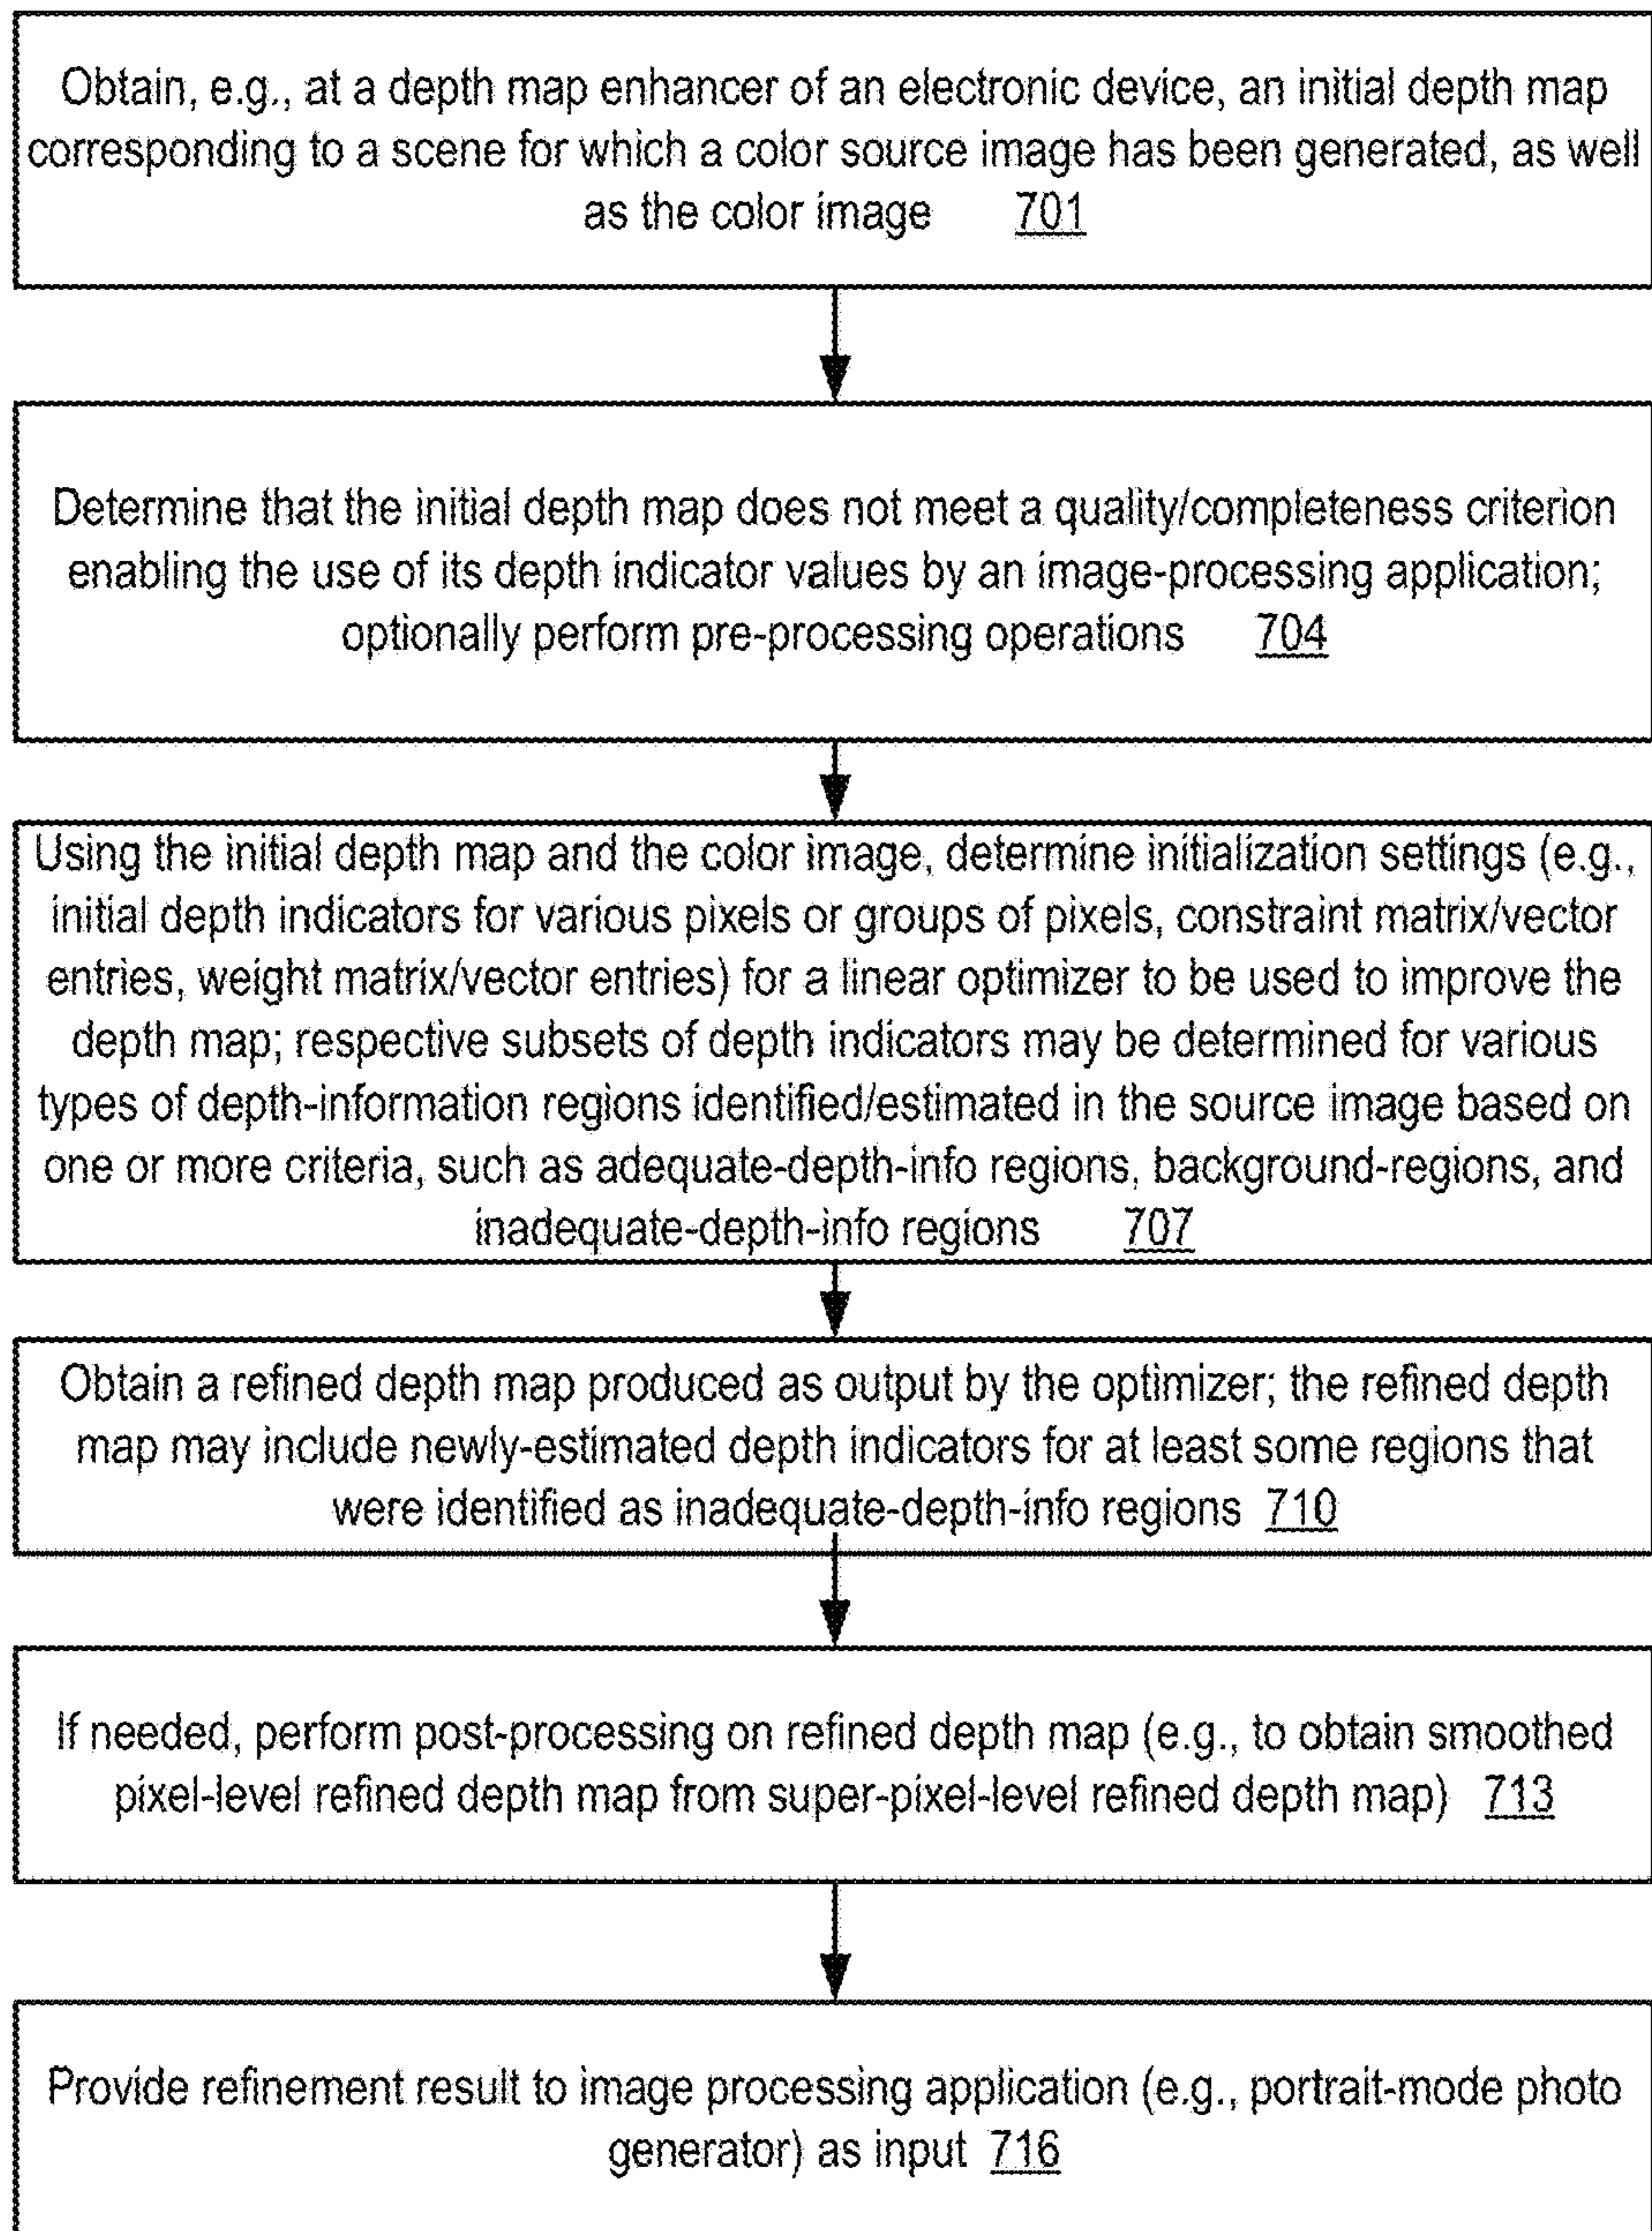 Obtain, e.g., at a depth map enhancer of an electronic device, an initial depth map
corresponding to a scene for which a color source image has been generated, as well
as the color image 701
Determine that the initial depth map does not meet a quality/completeness criterion
enabling the use of its depth indicator values by an image-processing application;
optionally perform pre-processing operations 704
Using the initial depth map and the color image, determine initialization settings (e.g.,
initial depth indicators for various pixels or groups of pixels, constraint matrix/vector
entries, weight matrix/vector entries) for a linear optimizer to be used to improve the
depth map; respective subsets of depth indicators may be determined for various
types of depth-information regions identified/estimated in the source image based on
one or more criteria, such as adequate-depth-info regions, background-regions, and
inadequate-depth-info regions 707
Obtain a refined depth map produced as output by the optimizer; the refined depth
map may include newly-estimated depth indicators for at least some regions that
were identified as inadequate-depth-info regions 710
If needed, perform post-processing on refined depth map (e.g., to obtain smoothed
pixel-level refined depth map from super-pixel-level refined depth map) 713
Provide refinement result to image processing application (e.g., portrait-mode photo
generator) as input 716